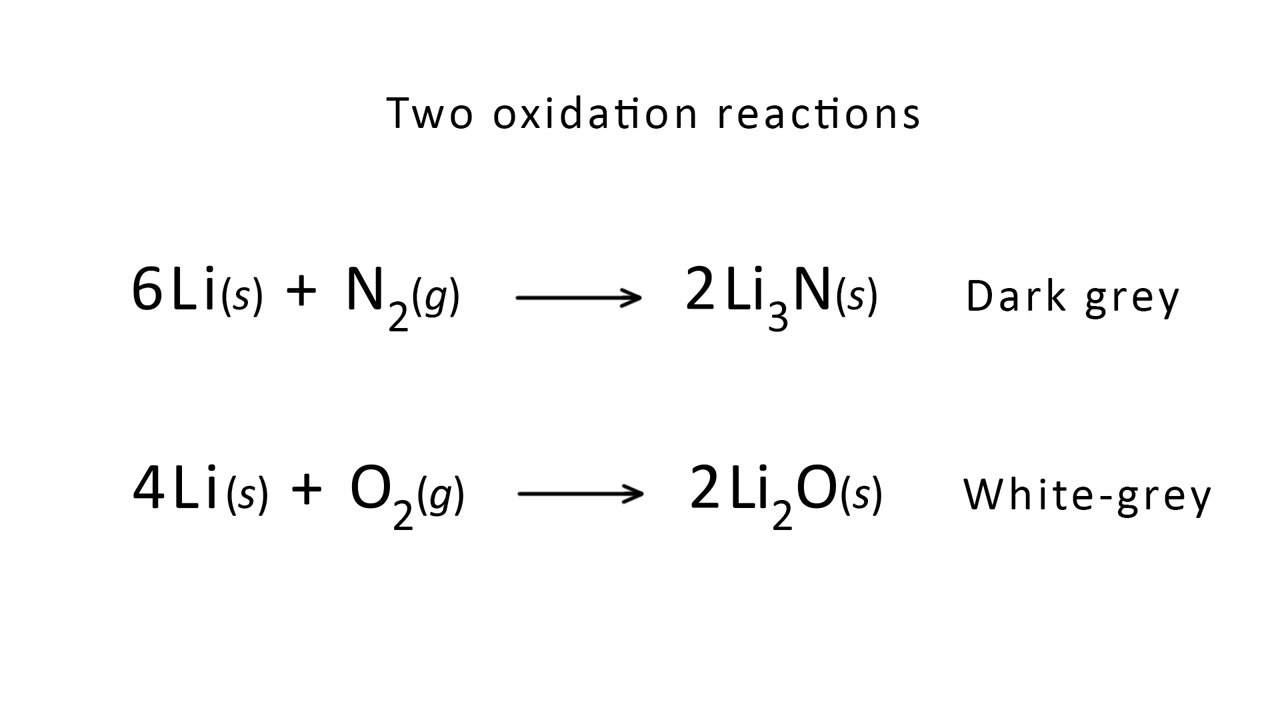 Two oxidation reactions
6Li(s) + N₂(g) ⟶ 2Li₃N(s) Dark grey
4Li(s) + O₂(g) ⟶ 2Li₂O(s) White-grey